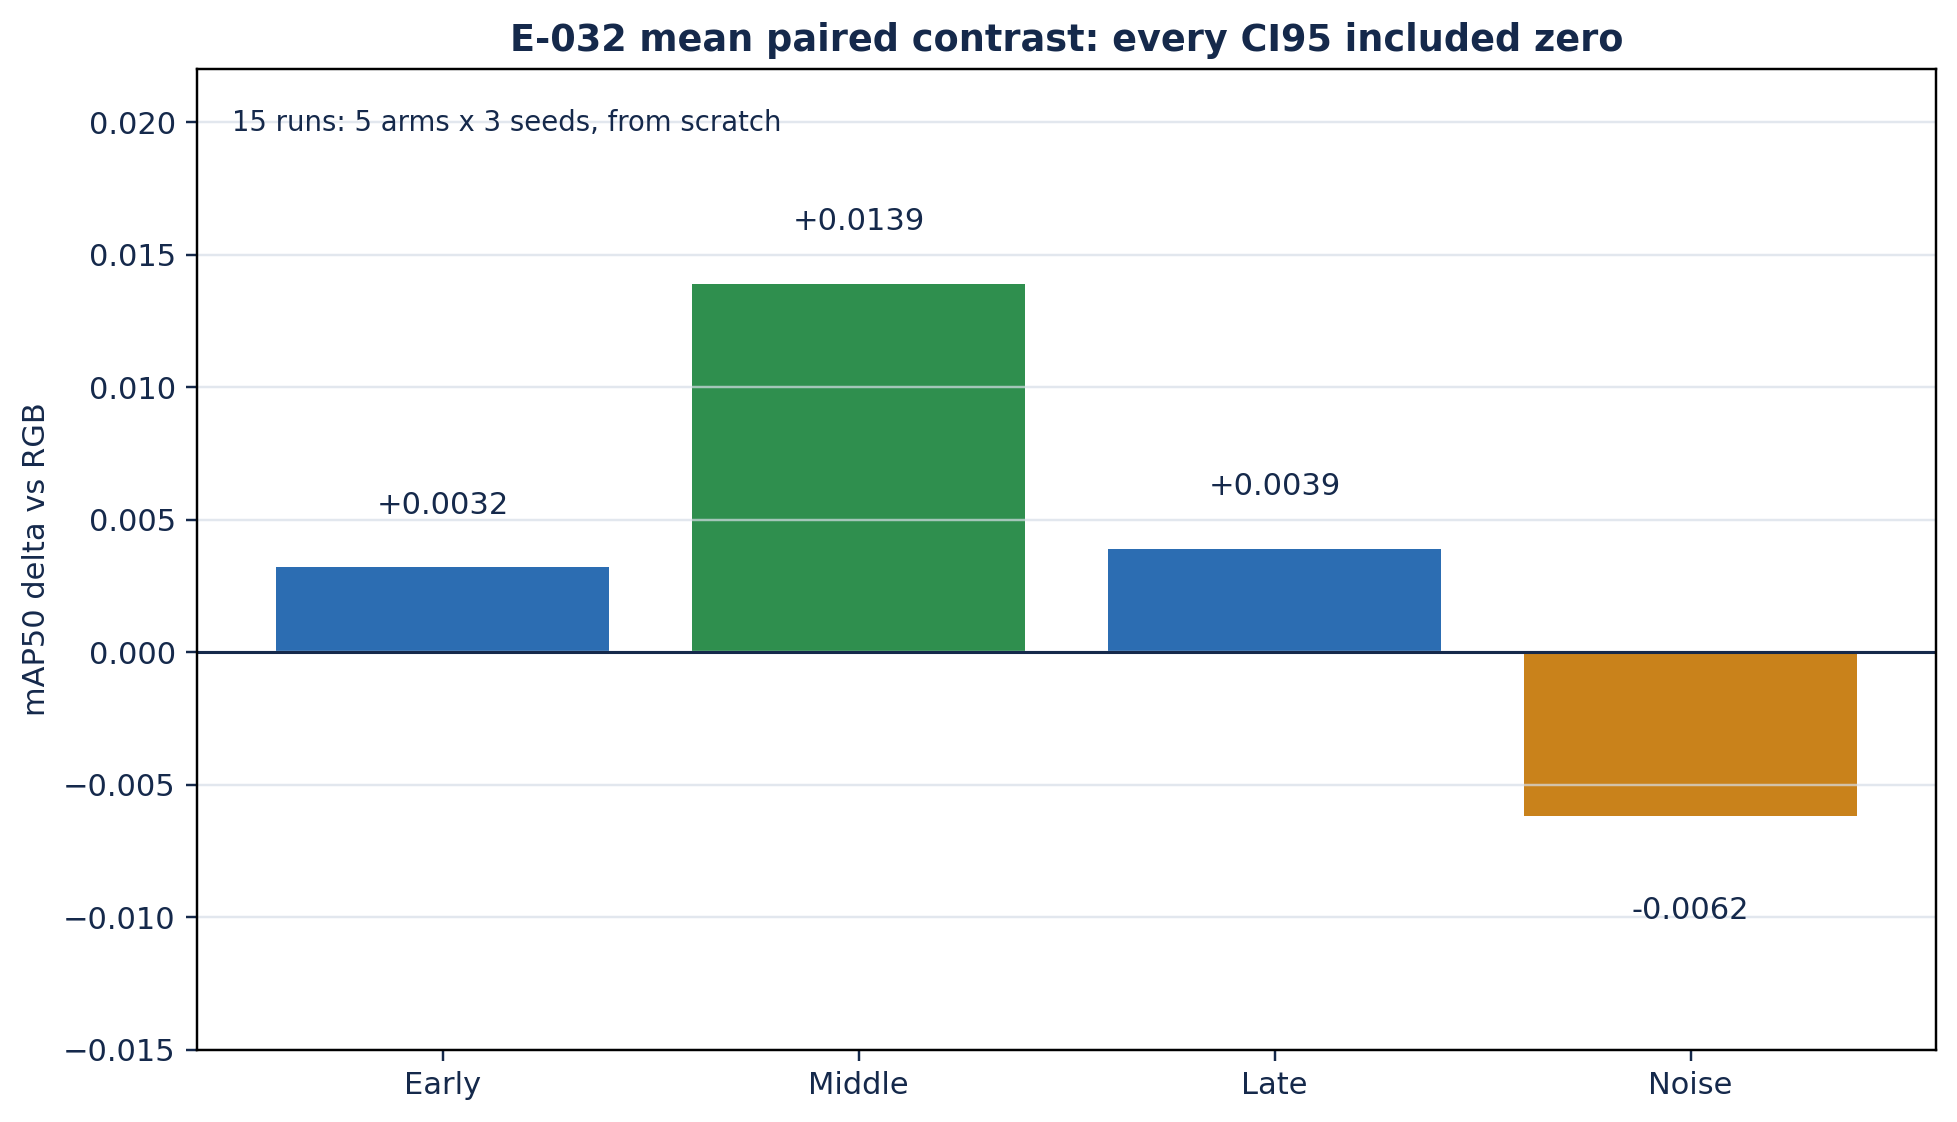 E-032 mean paired contrast: every CI95 included zero
15 runs: 5 arms x 3 seeds, from scratch
mAP50 delta vs RGB
0.020
0.015
0.010
0.005
0.000
−0.005
−0.010
−0.015
+0.0032
+0.0139
+0.0039
-0.0062
Early
Middle
Late
Noise